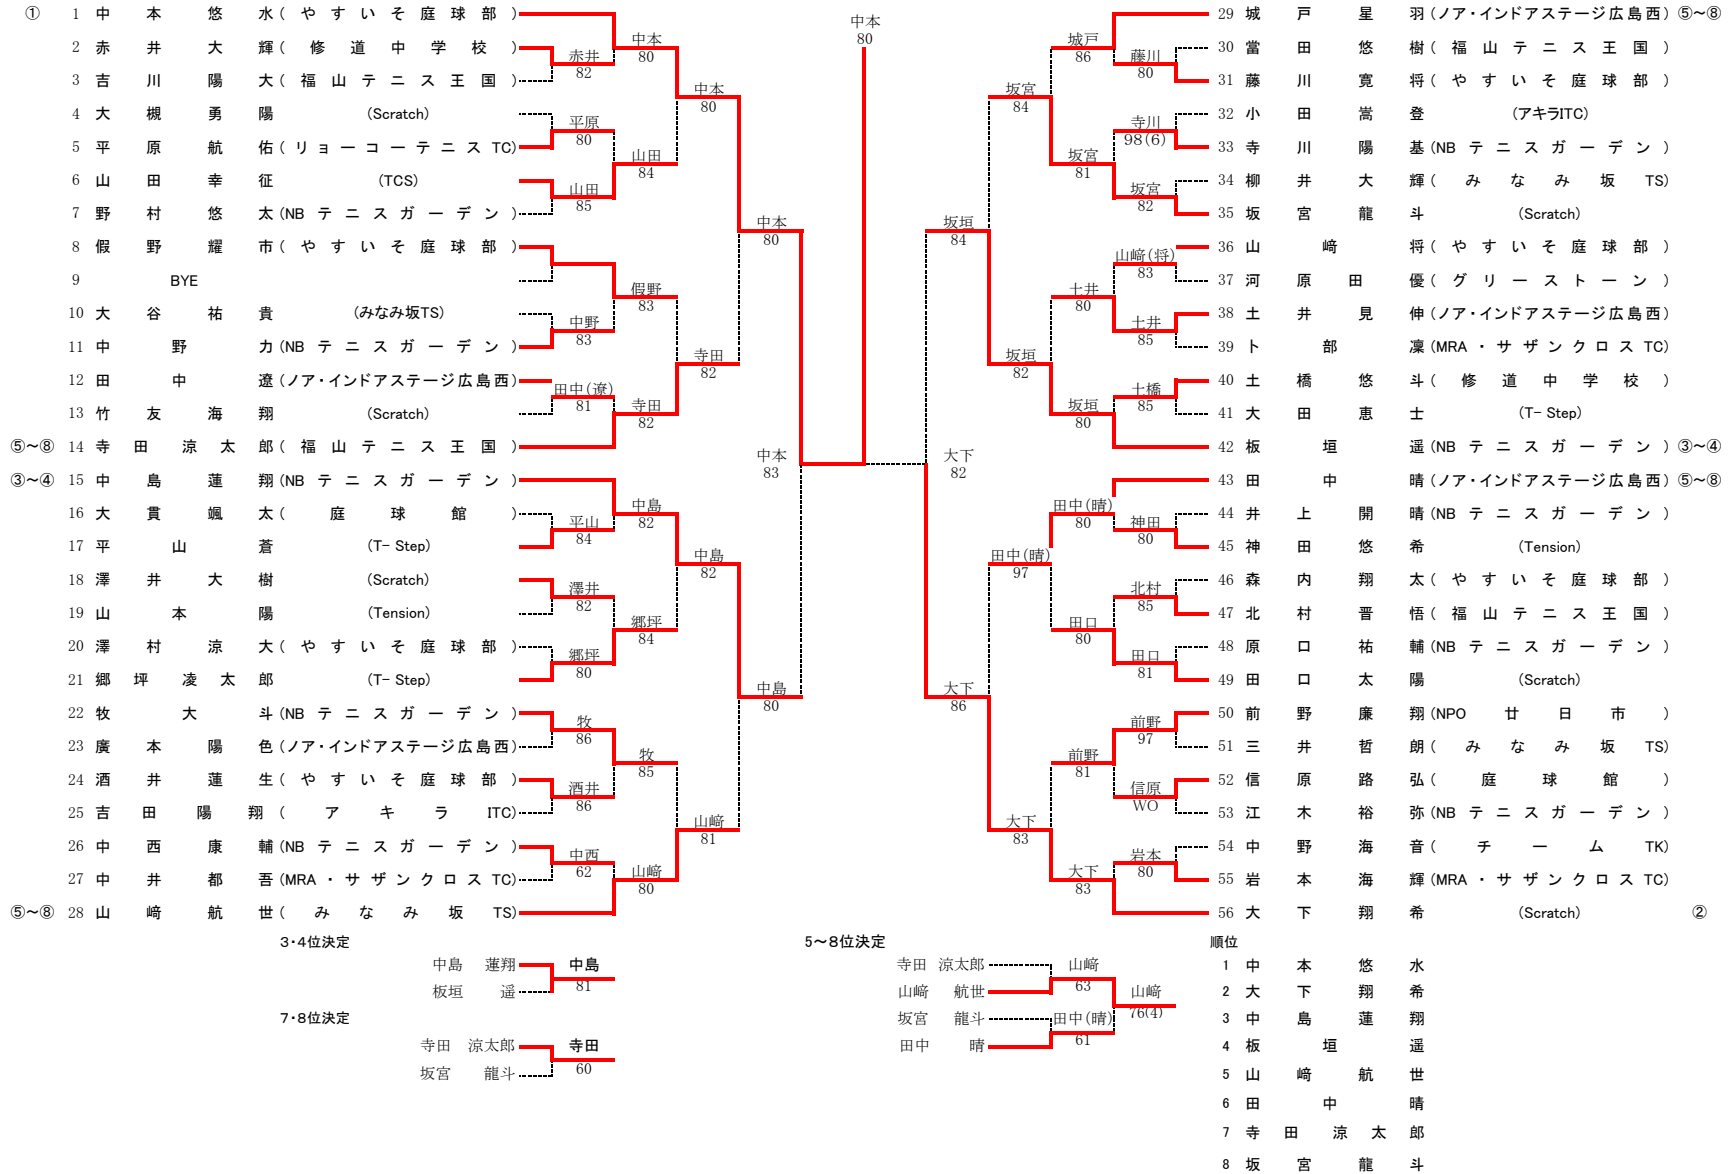 ① 1 中本悠水(やすいそ庭球部)
2 赤井大輝(修道中学校)
3 吉川陽大(福山テニス王国)
4 大槻勇陽 (Scratch)
5 平原航佑(リョーコーテニスTC)
6 山田幸征 (TCS)
7 野村悠太(NBテニスガーデン)
8 假野耀市(やすいそ庭球部)
9 BYE
10 大谷祐貴 (みなみ坂TS)
11 中野力(NBテニスガーデン)
12 田中遼(ノア・インドアステージ広島西)
13 竹友海翔 (Scratch)
⑤～⑧ 14 寺田涼太郎(福山テニス王国)
③～④ 15 中島蓮翔(NBテニスガーデン)
16 大貫颯太(庭球館)
17 平山蒼 (T-Step)
18 澤井大樹 (Scratch)
19 山本陽 (Tension)
20 澤村涼大(やすいそ庭球部)
21 郷坪凌太郎 (T-Step)
22 牧大斗(NBテニスガーデン)
23 廣本陽色(ノア・インドアステージ広島西)
24 酒井蓮生(やすいそ庭球部)
25 吉田陽翔(アキラITC)
26 中西康輔(NBテニスガーデン)
27 中井都吾(MRA・サザンクロスTC)
⑤～⑧ 28 山﨑航世(みなみ坂TS)
赤井
82
平原
80
山田
85
中野
83
田中(遼)
81
平山
84
澤井
82
郷坪
80
牧
86
酒井
86
中西
62
中本
80
山田
84
假野
83
寺田
82
中島
82
郷坪
84
牧
85
山﨑
80
中本
80
寺田
82
中島
82
山﨑
81
中本
80
中島
80
中本
83
中本
80
大下
82
坂垣
84
大下
86
坂宮
84
坂垣
82
田中(晴)
97
大下
83
城戸
86
坂宮
81
土井
80
坂垣
80
田中(晴)
80
田口
80
前野
81
大下
83
藤川
80
寺川
98(6)
坂宮
82
山﨑(将)
83
土井
85
土橋
85
神田
80
北村
85
田口
81
前野
97
信原
WO
岩本
80
29 城戸星羽(ノア・インドアステージ広島西) ⑤～⑧
30 當田悠樹(福山テニス王国)
31 藤川寛将(やすいそ庭球部)
32 小田嵩登 (アキラITC)
33 寺川陽基(NBテニスガーデン)
34 柳井大輝(みなみ坂TS)
35 坂宮龍斗 (Scratch)
36 山﨑将(やすいそ庭球部)
37 河原田優(グリーストーン)
38 土井見伸(ノア・インドアステージ広島西)
39 卜部凜(MRA・サザンクロスTC)
40 土橋悠斗(修道中学校)
41 大田恵士 (T-Step)
42 板垣遥(NBテニスガーデン) ③～④
43 田中晴(ノア・インドアステージ広島西) ⑤～⑧
44 井上開晴(NBテニスガーデン)
45 神田悠希 (Tension)
46 森内翔太(やすいそ庭球部)
47 北村晋悟(福山テニス王国)
48 原口祐輔(NBテニスガーデン)
49 田口太陽 (Scratch)
50 前野廉翔(NPO廿日市)
51 三井哲朗(みなみ坂TS)
52 信原路弘(庭球館)
53 江木裕弥(NBテニスガーデン)
54 中野海音(チームTK)
55 岩本海輝(MRA・サザンクロスTC)
56 大下翔希 (Scratch) ②
3・4位決定
中島 蓮翔
板垣 遥
中島
81
7・8位決定
寺田 涼太郎
坂宮 龍斗
寺田
60
5～8位決定
寺田 涼太郎
山﨑 航世
坂宮 龍斗
田中 晴
山﨑
63
田中(晴)
61
山﨑
76(4)
順位
1 中本悠水
2 大下翔希
3 中島蓮翔
4 板垣遥
5 山﨑航世
6 田中晴
7 寺田涼太郎
8 坂宮龍斗